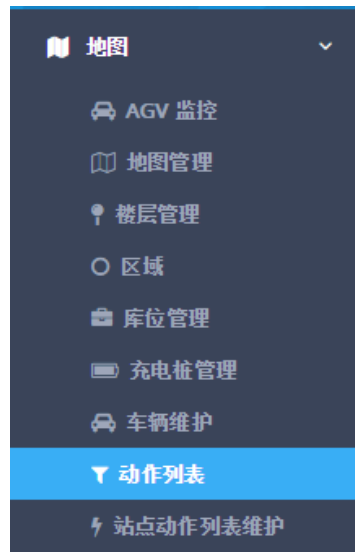 地图
AGV 监控
地图管理
楼层管理
区域
库位管理
充电桩管理
车辆维护
动作列表
站点动作列表维护